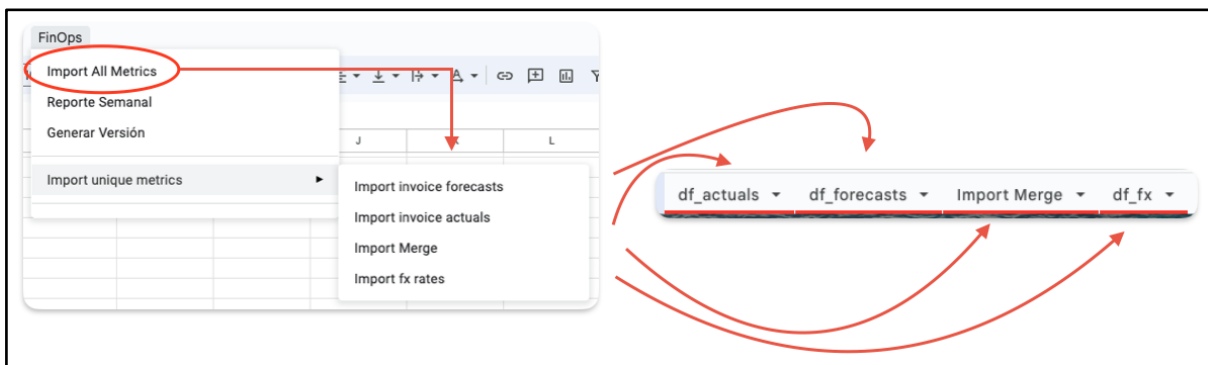 FinOps
Import All Metrics
Reporte Semanal
Generar Versión
J
L
Import unique metrics
Import invoice forecasts
Import invoice actuals
Import Merge
Import fx rates
df_actuals df_forecasts Import Merge df_fx